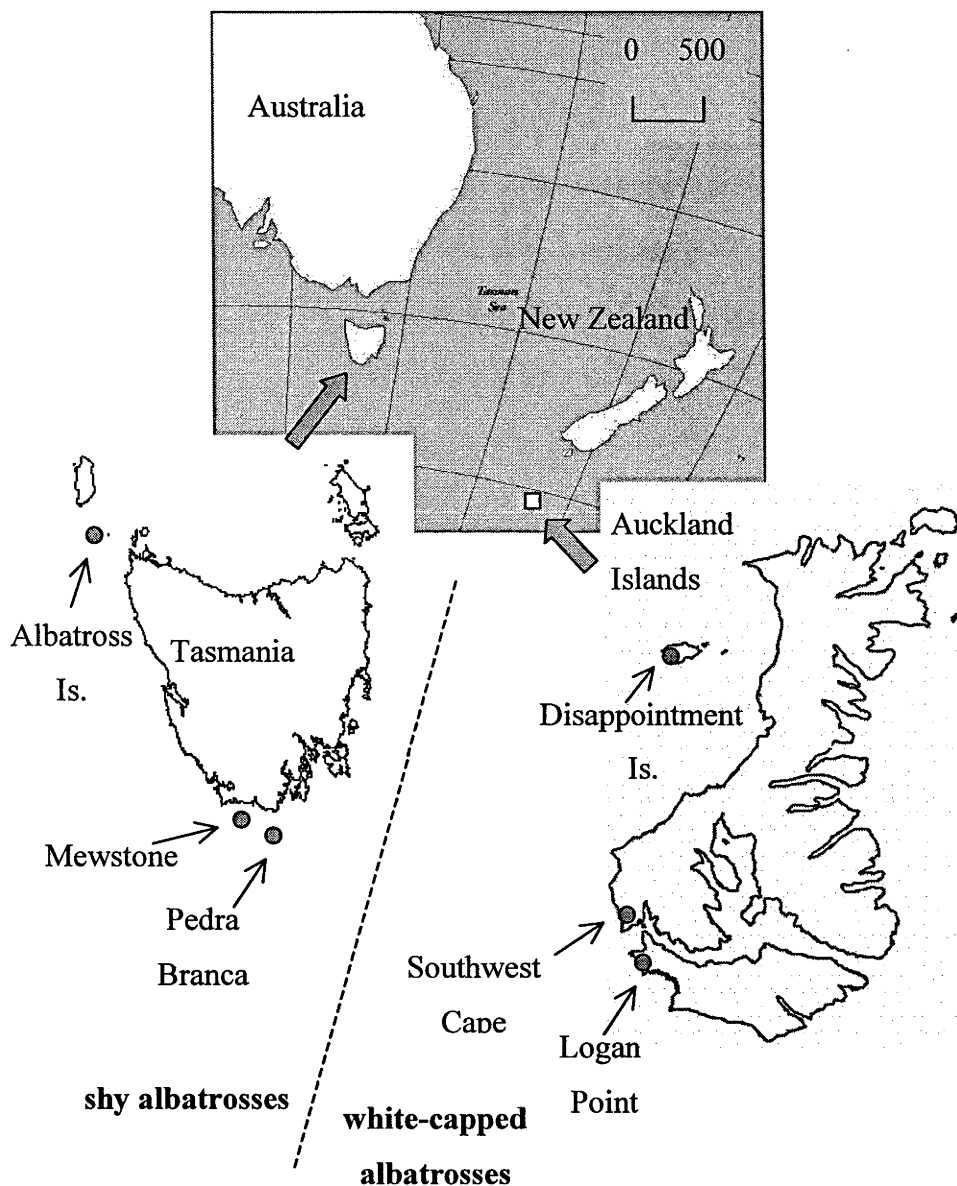 0 500
Australia
Tasman
Sea
New Zealand
Auckland
Islands
Albatross
Is.
Tasmania
Disappointment
Is.
Mewstone
Pedra
Branca
Southwest
Cape
Logan
Point
shy albatrosses
white-capped
albatrosses